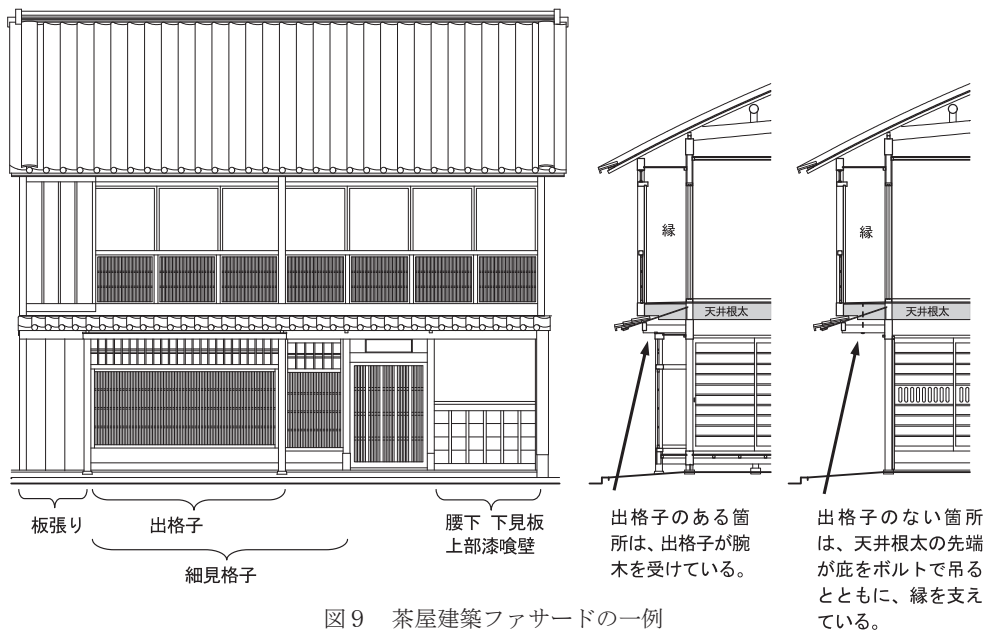 縁
縁
天井根太
天井根太
板張り
出格子
細見格子
腰下 下見板
上部漆喰壁
出格子のある箇
所は、出格子が腕
木を受けている。
出格子のない箇所
は、天井根太の先端
が庇をボルトで吊る
とともに、縁を支え
ている。
図9 茶屋建築ファサードの一例